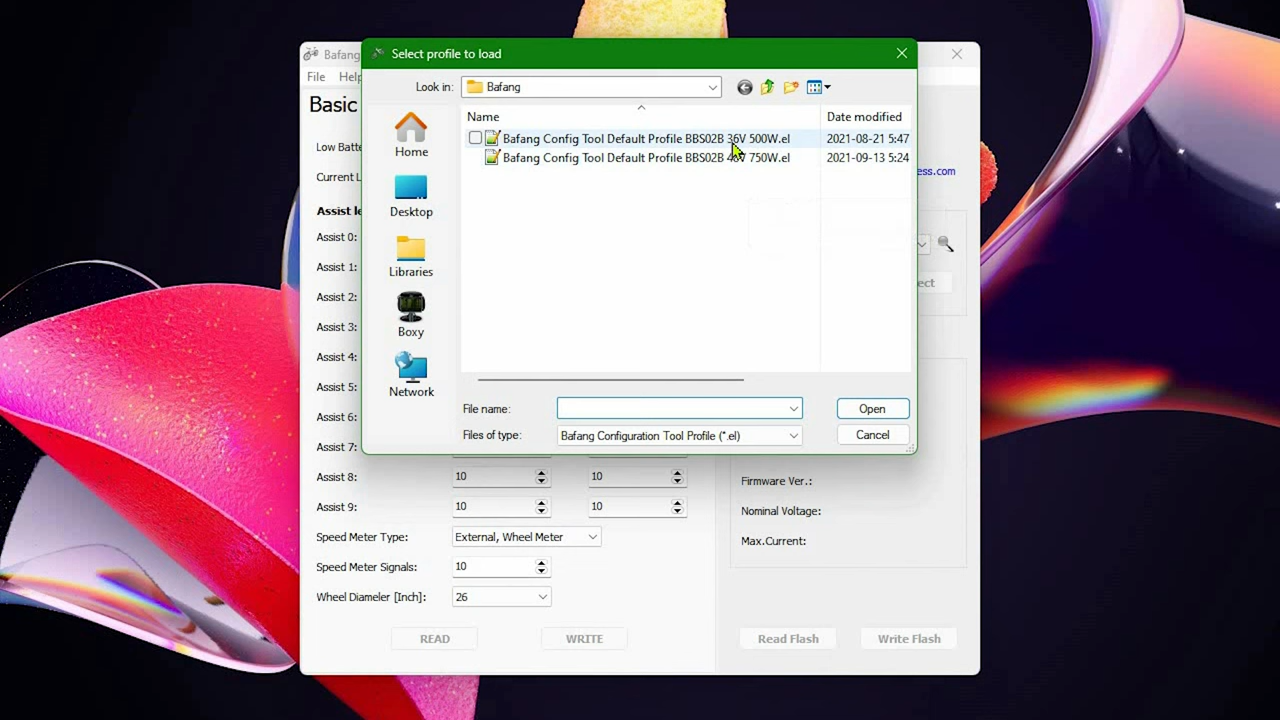 Bafang
Select profile to load
File
Help
Look in:
Bafang
Basic
Name
Date modified
Home
Bafang Config Tool Default Profile BBS02B 36V 500W.el
2021-08-21 5:47
Low Batte
Bafang Config Tool Default Profile BBS02B
750W.el
2021-09-13 5:24
Current L
ess.com
Desktop
Assist le
Assist 0:
Libraries
Assist 1:
ect
Assist 2:
Boxy
Assist 3:
Assist 4:
Network
Assist 5:
File name:
Open
Assist 6:
Files of type:
Bafang Configuration Tool Profile (*.el)
Cancel
Assist 7:
Assist 8:
10
10
Firmware Ver.:
Assist 9:
10
10
Nominal Voltage:
Speed Meter Type:
External, Wheel Meter
Max.Current:
Speed Meter Signals:
10
Wheel Diameler [Inch]:
26
READ
WRITE
Read Flash
Write Flash